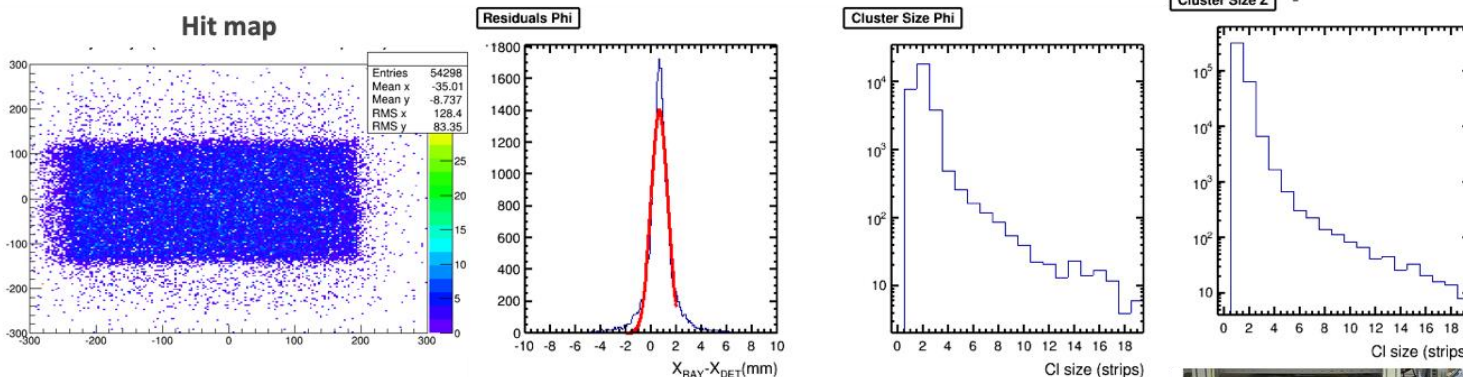 Hit map
Entries 54298
Mean x -35.01
Mean y -8.737
RMS x 128.4
RMS y 83.35
300
200
100
0
-100
-200
-300
-300 -200 -100 0 100 200 300
25
20
15
10
5
0
Residuals Phi
1800
1600
1400
1200
1000
800
600
400
200
0
-10 -8 -6 -4 -2 0 2 4 6 8 10
X_RAY-X_DET(mm)
Cluster Size Phi
10^4
10^3
10^2
10
0 2 4 6 8 10 12 14 16 18
Cl size (strips)
Cluster Size Z
10^5
10^4
10^3
10^2
10
0 2 4 6 8 10 12 14 16 18
Cl size (strips